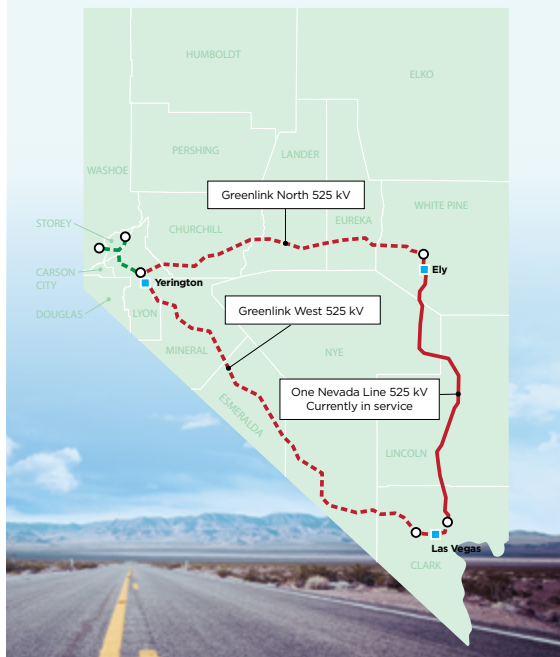 HUMBOLDT
ELKO
PERSHING
LANDER
WASHOE
Greenlink North 525 kV
WHITE PINE
STOREY
CHURCHILL
EUREKA
CARSON
CITY
Yerington
Ely
DOUGLAS
LYON
Greenlink West 525 kV
MINERAL
NYE
ESMERALDA
One Nevada Line 525 kV
Currently in service
LINCOLN
Las Vegas
CLARK